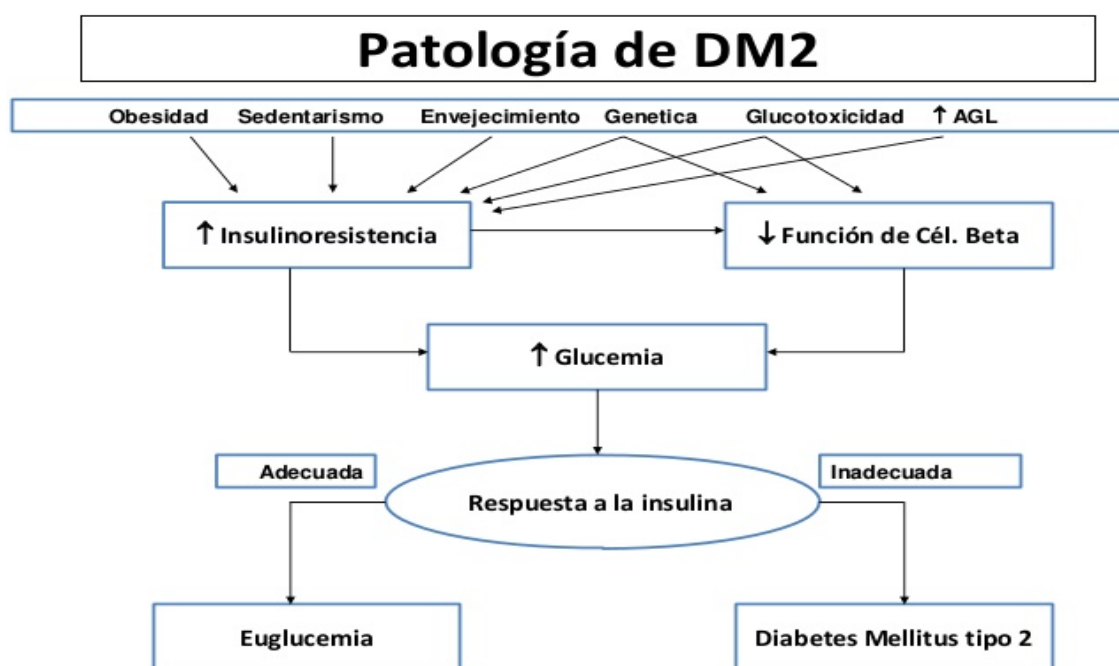 Patología de DM2
Obesidad Sedentarismo Envejecimiento Genetica Glucotoxicidad ↑ AGL
↑ Insulinoresistencia ↓ Función de Cél. Beta
↑ Glucemia
Adecuada Inadecuada
Respuesta a la insulina
Euglucemia Diabetes Mellitus tipo 2